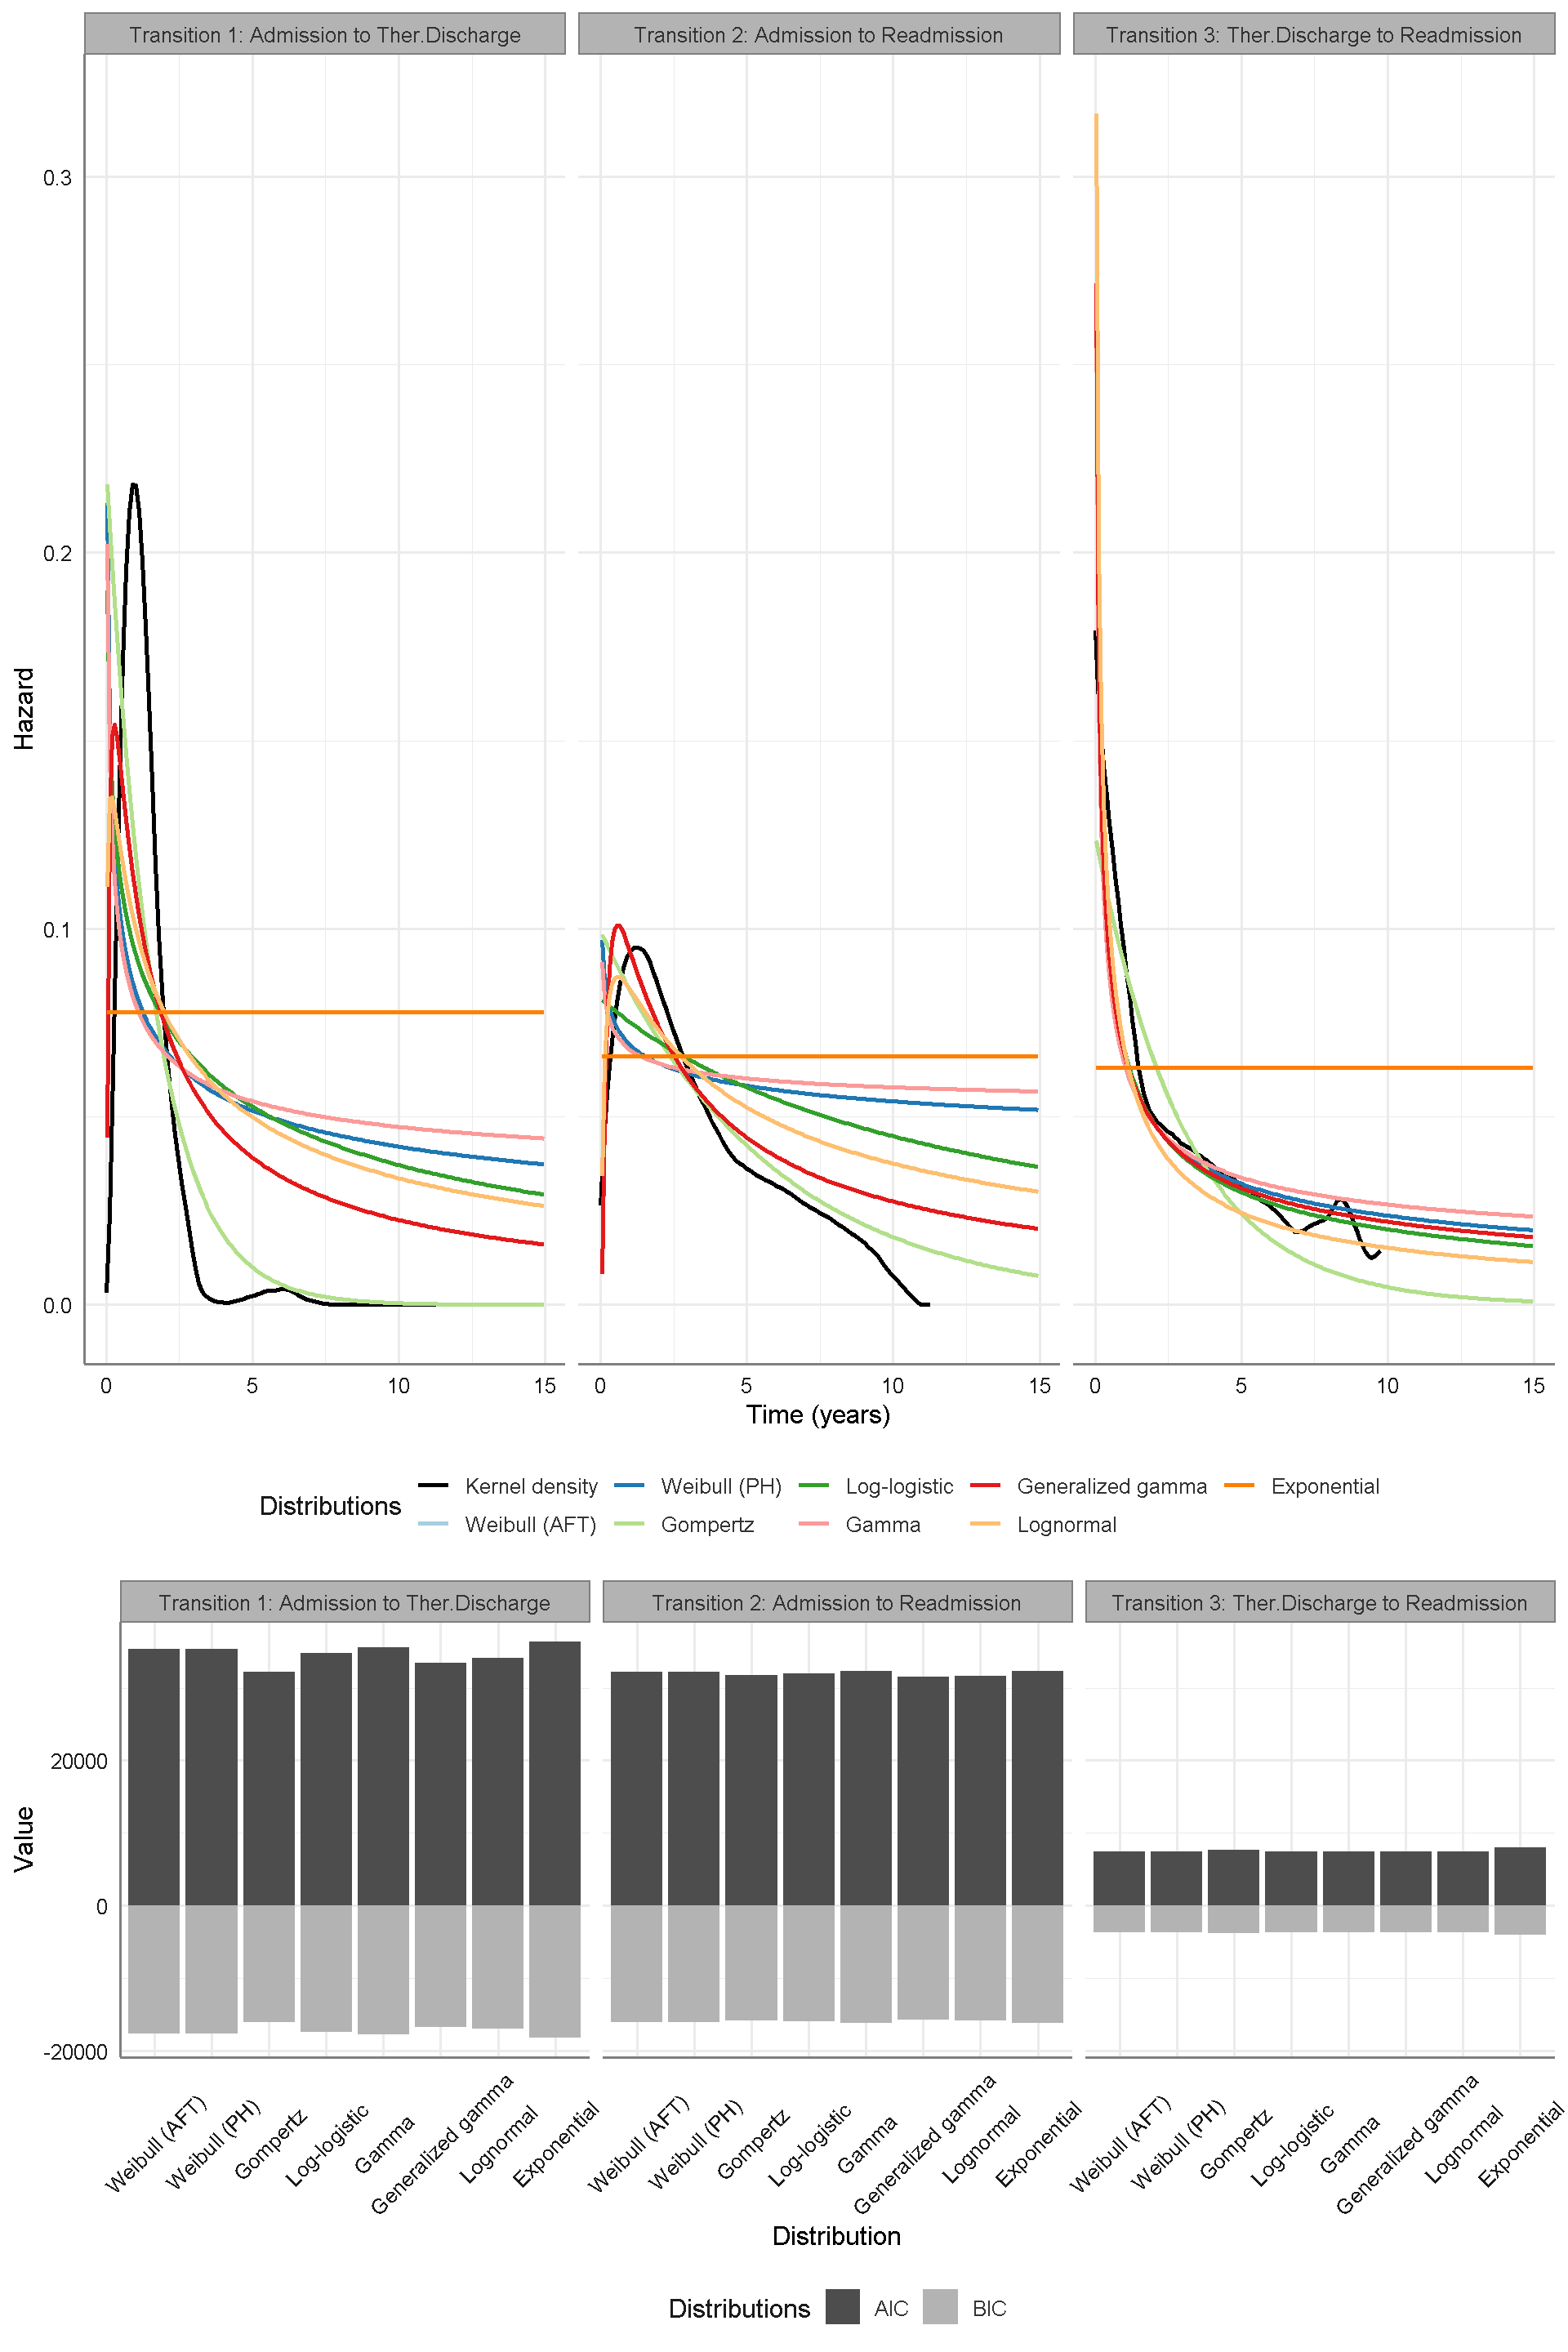 Transition 1: Admission to Ther.Discharge
Transition 2: Admission to Readmission
Transition 3: Ther.Discharge to Readmission
Hazard
0.3
0.2
0.1
0.0
0 5 10 15
0 5 10 15
0 5 10 15
Time (years)
Distributions
Kernel density
Weibull (PH)
Log-logistic
Generalized gamma
Exponential
Weibull (AFT)
Gompertz
Gamma
Lognormal
Transition 1: Admission to Ther.Discharge
Transition 2: Admission to Readmission
Transition 3: Ther.Discharge to Readmission
Value
20000
0
-20000
Weibull (AFT)
Weibull (PH)
Gompertz
Log-logistic
Gamma
Generalized gamma
Lognormal
Exponential
Weibull (AFT)
Weibull (PH)
Gompertz
Log-logistic
Gamma
Generalized gamma
Lognormal
Exponential
Weibull (AFT)
Weibull (PH)
Gompertz
Log-logistic
Gamma
Generalized gamma
Lognormal
Exponential
Distribution
Distributions
AIC
BIC